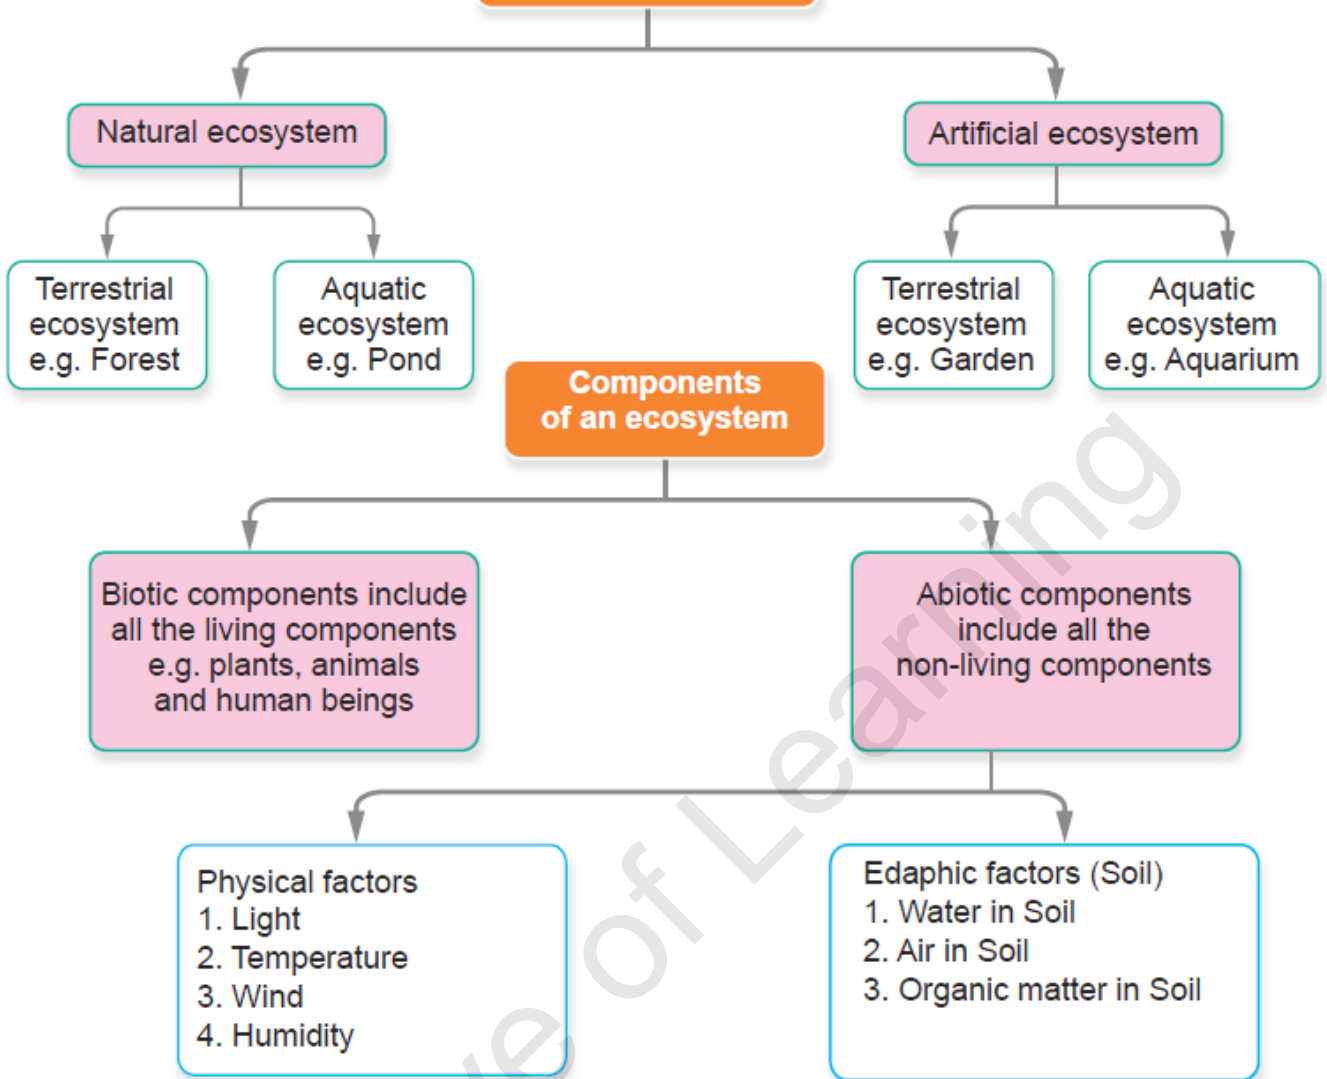 Natural ecosystem
Artificial ecosystem
Terrestrial
ecosystem
e.g. Forest
Aquatic
ecosystem
e.g. Pond
Terrestrial
ecosystem
e.g. Garden
Aquatic
ecosystem
e.g. Aquarium
Components
of an ecosystem
Biotic components include
all the living components
e.g. plants, animals
and human beings
Abiotic components
include all the
non-living components
Physical factors
1. Light
2. Temperature
3. Wind
4. Humidity
Edaphic factors (Soil)
1. Water in Soil
2. Air in Soil
3. Organic matter in Soil
of Learning